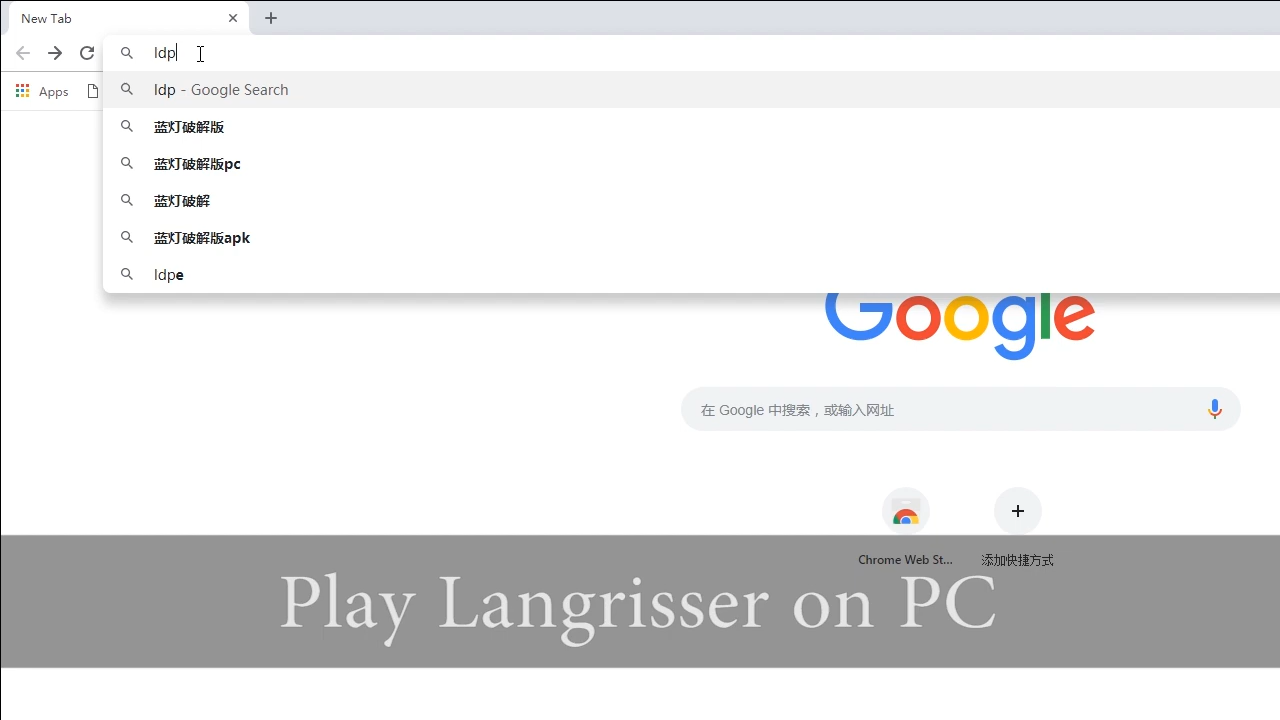 New Tab
ldp
Apps
ldp - Google Search
蓝灯破解版
蓝灯破解版pc
蓝灯破解
蓝灯破解版apk
ldpe
Google
在 Google 中搜索，或输入网址
Chrome Web St...
添加快捷方式
Play Langrisser on PC